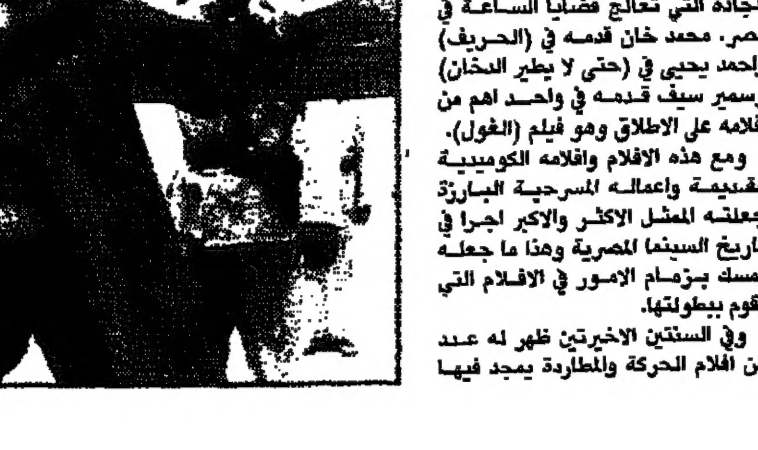 الجادة التي تعالج قضايا الساعة في
مصر. محمد خان قدمه في (الحريف)
واحمد يحيى في (حتى لا يطير الدخان)
وسمير سيف قدمه في واحد اهم من
افلامه على الاطلاق وهو فيلم (الغول).
ومع هذه الافلام وافلامه الكوميدية
القديمة واعماله المسرحية البارزة
جعلته الممثل الاكثر والاكبر اجرا في
تاريخ السينما المصرية وهذا ما جعله
يمسك بزمام الامور في الافلام التي
يقوم ببطولتها.
وفي السنتين الاخيرتين ظهر له عدد
من افلام الحركة والمطاردة يمجد فيها